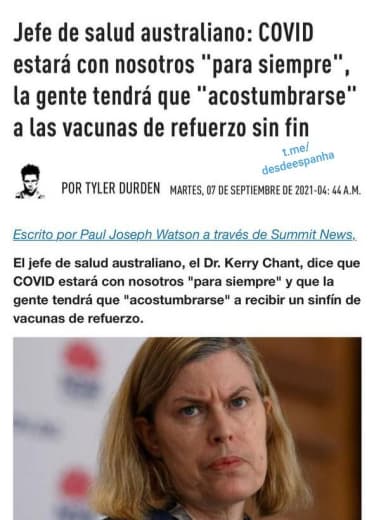 Jefe de salud australiano: COVID
estará con nosotros "para siempre",
la gente tendrá que "acostumbrarse"
a las vacunas de refuerzo sin fin
t.me/
desdeespanha
POR TYLER DURDEN MARTES, 07 DE SEPTIEMBRE DE 2021-04: 44 A.M.
Escrito por Paul Joseph Watson a través de Summit News,
El jefe de salud australiano, el Dr. Kerry Chant, dice que
COVID estará con nosotros "para siempre" y que la
gente tendrá que "acostumbrarse" a recibir un sinfín de
vacunas de refuerzo.